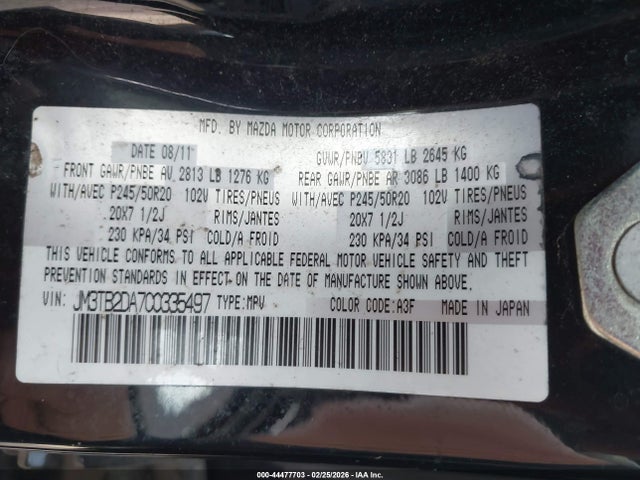 MFD. BY MAZDA MOTOR CORPORATION
DATE 08/11 GVWR/PNBV 5831 LB 2645 KG
FRONT GAWR/PNBE AV 2813 LB 1276 KG REAR GAWR/PNBE AR 3086 LB 1400 KG
WITH/AVEC P245/50R20 102V TIRES/PNEUS WITH/AVEC P245/50R20 102V TIRES/PNEUS
20X7 1/2J RIMS/JANTES 20X7 1/2J RIMS/JANTES
230 KPA/34 PSI COLD/A FROID 230 KPA/34 PSI COLD/A FROID
THIS VEHICLE CONFORMS TO ALL APPLICABLE FEDERAL MOTOR VEHICLE SAFETY AND THEFT
PREVENTION STANDARDS IN EFFECT ON THE DATE OF MANUFACTURE SHOWN ABOVE.
VIN: JM3TB2DA7C0335497 TYPE:MPV COLOR CODE:A3F MADE IN JAPAN
000-44477703 - 02/25/2026 - IAA Inc.